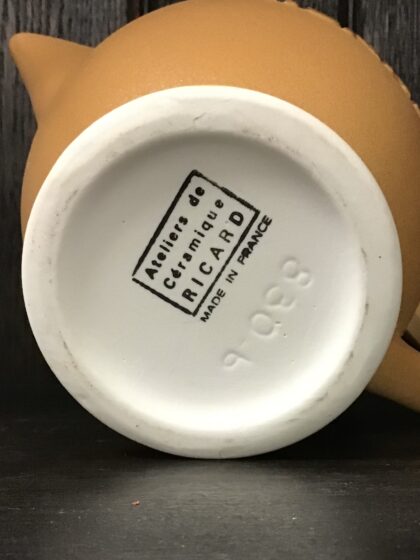 Ateliers de
Céramique
RICARD
MADE IN FRANCE
830-6